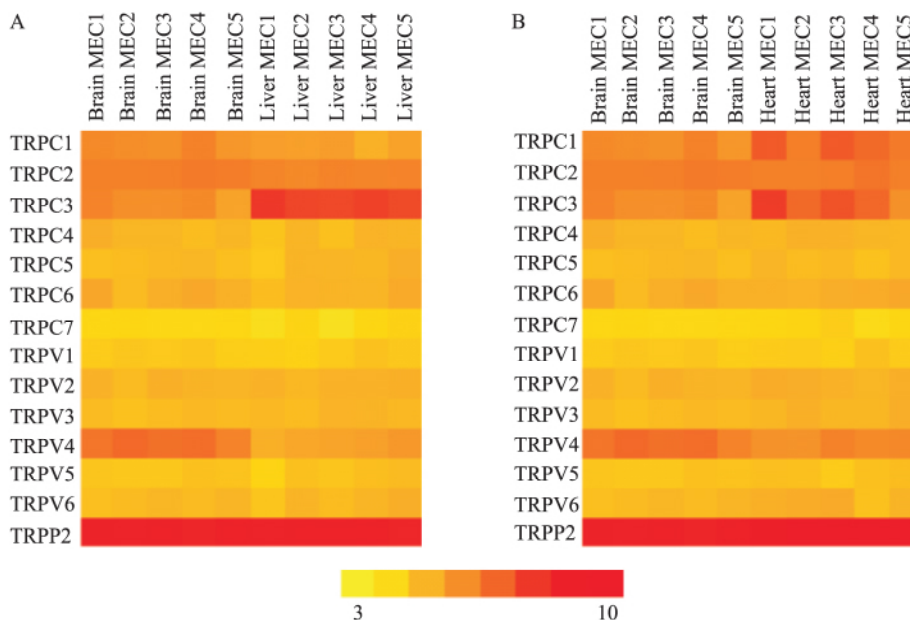 A
Brain MEC1
Brain MEC2
Brain MEC3
Brain MEC4
Brain MEC5
Liver MEC1
Liver MEC2
Liver MEC3
Liver MEC4
Liver MEC5
TRPC1
TRPC2
TRPC3
TRPC4
TRPC5
TRPC6
TRPC7
TRPV1
TRPV2
TRPV3
TRPV4
TRPV5
TRPV6
TRPP2
B
Brain MEC1
Brain MEC2
Brain MEC3
Brain MEC4
Brain MEC5
Heart MEC1
Heart MEC2
Heart MEC3
Heart MEC4
Heart MEC5
TRPC1
TRPC2
TRPC3
TRPC4
TRPC5
TRPC6
TRPC7
TRPV1
TRPV2
TRPV3
TRPV4
TRPV5
TRPV6
TRPP2
3
10